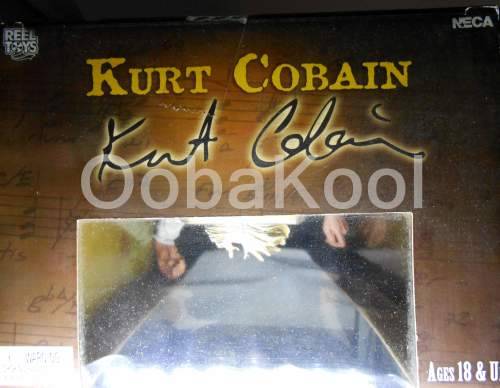 REEL
TOYS
NECA
KURT COBAIN
Kurt Cobain
OobaKool
WARNING
AGES 18 & U